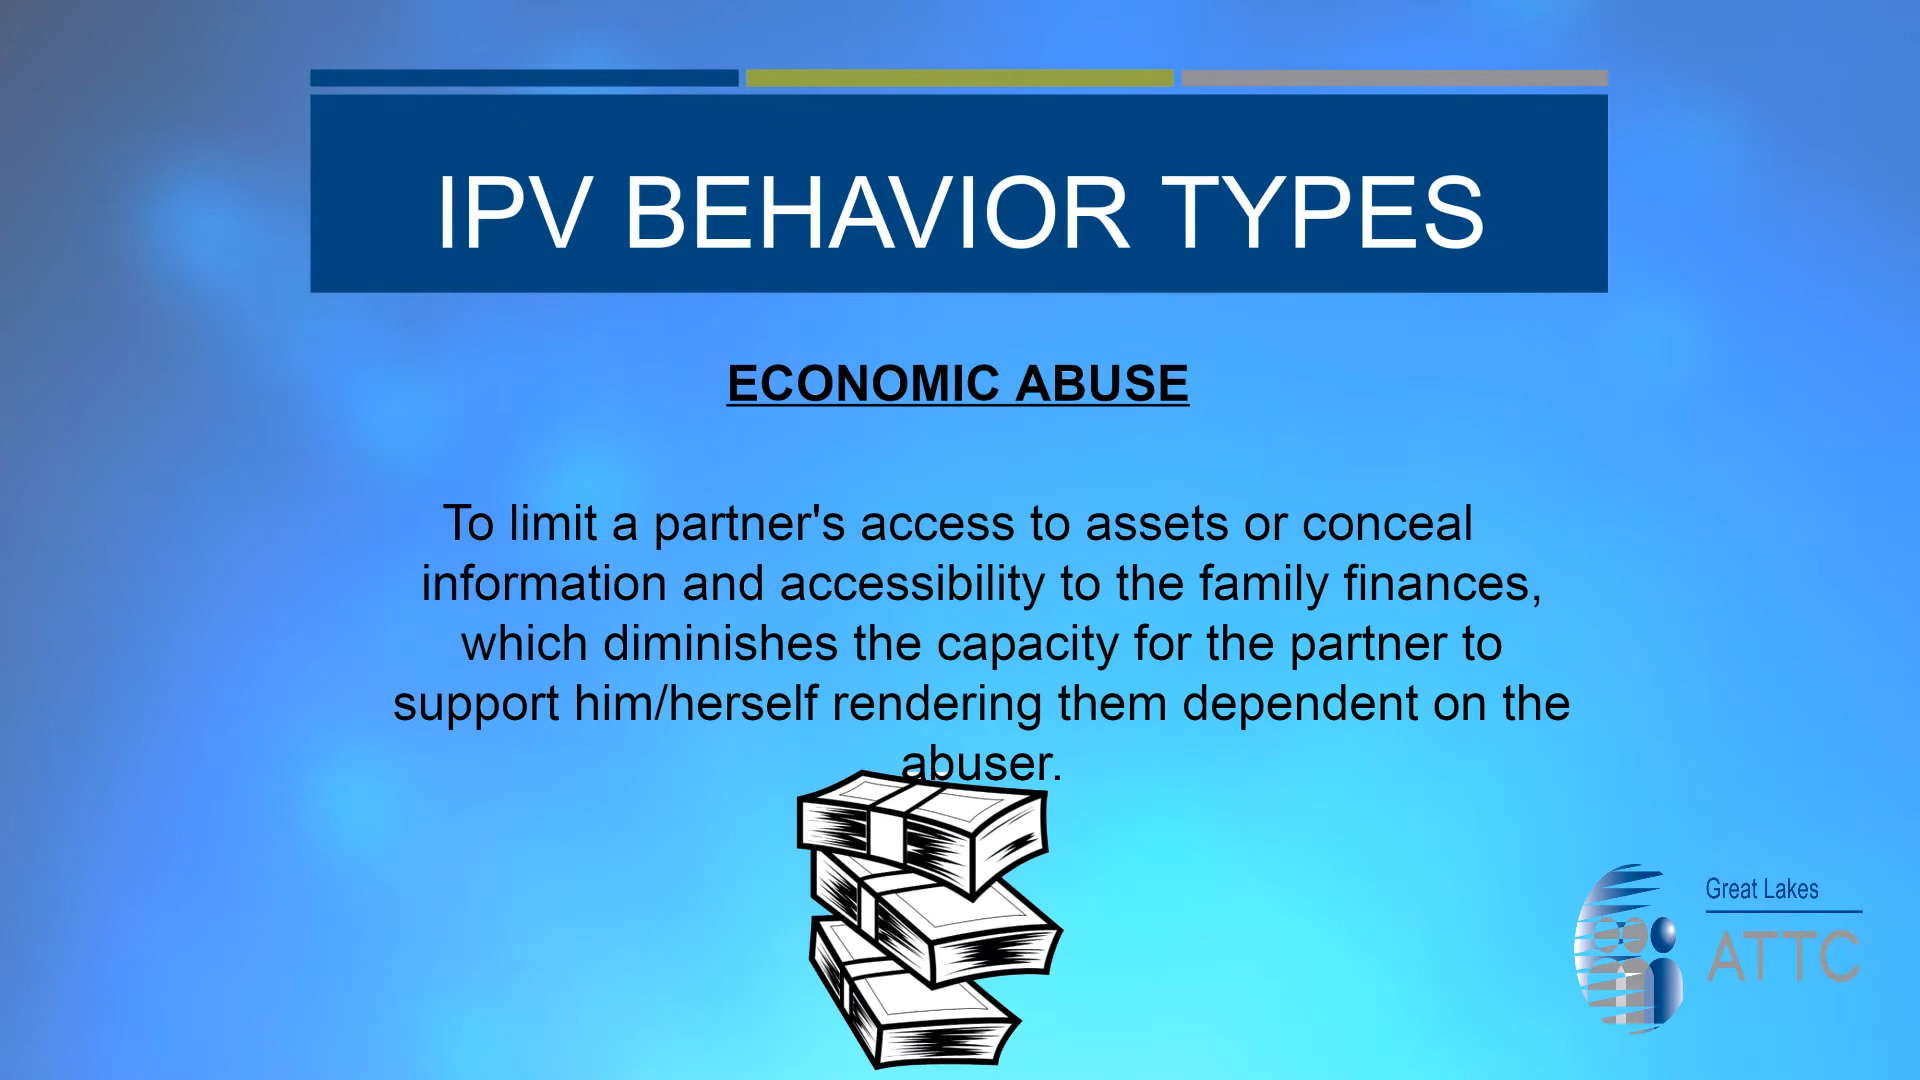 IPV BEHAVIOR TYPES
ECONOMIC ABUSE
To limit a partner's access to assets or conceal
information and accessibility to the family finances,
which diminishes the capacity for the partner to
support him/herself rendering them dependent on the
abuser.
Great Lakes
ATTC